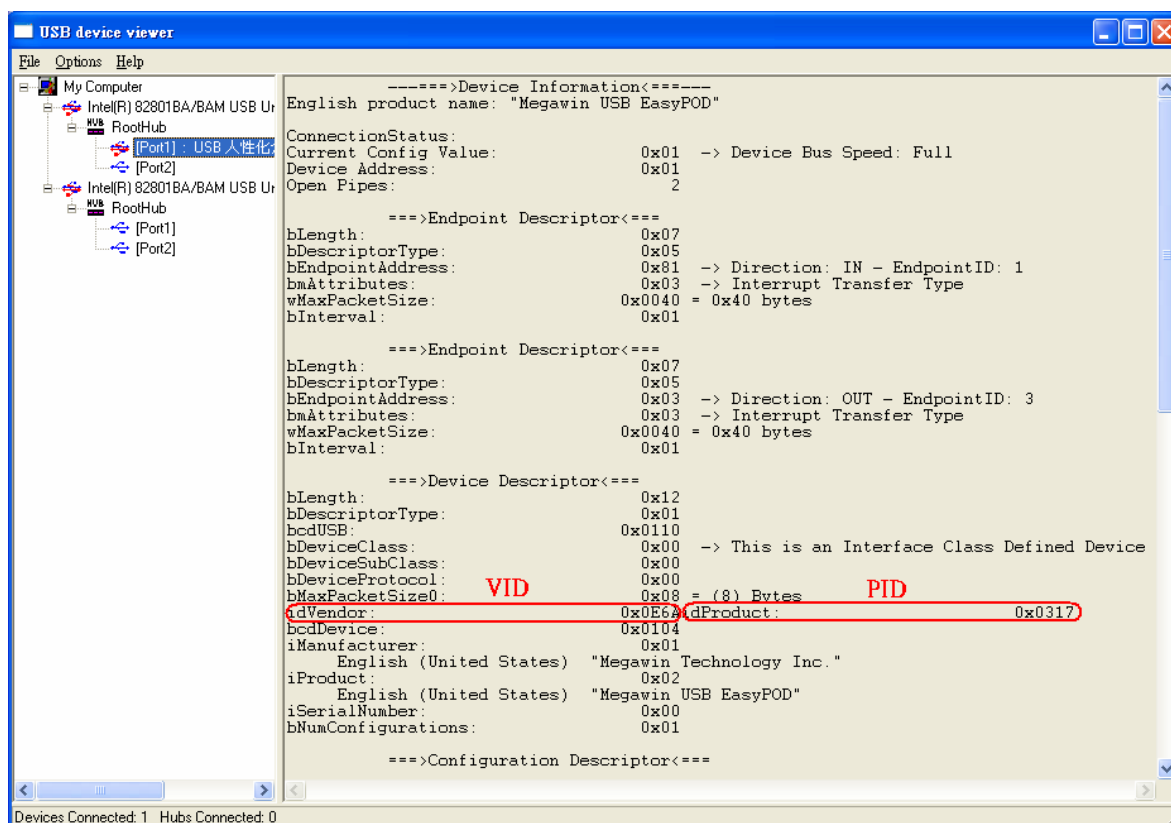 USB device viewer
File Options Help
My Computer
Intel(R) 82801BA/BAM USB Un
RootHub
[Port1] : USB 人性化
[Port2]
Intel(R) 82801BA/BAM USB Un
RootHub
[Port1]
[Port2]
---===>Device Information<===---
English product name: "Megawin USB EasyPOD"
ConnectionStatus:
Current Config Value: 0x01 -> Device Bus Speed: Full
Device Address: 0x01
Open Pipes: 2
===>Endpoint Descriptor<===
bLength: 0x07
bDescriptorType: 0x05
bEndpointAddress: 0x81 -> Direction: IN - EndpointID: 1
bmAttributes: 0x03 -> Interrupt Transfer Type
wMaxPacketSize: 0x0040 = 0x40 bytes
bInterval: 0x01
===>Endpoint Descriptor<===
bLength: 0x07
bDescriptorType: 0x05
bEndpointAddress: 0x03 -> Direction: OUT - EndpointID: 3
bmAttributes: 0x03 -> Interrupt Transfer Type
wMaxPacketSize: 0x0040 = 0x40 bytes
bInterval: 0x01
===>Device Descriptor<===
bLength: 0x12
bDescriptorType: 0x01
bcdUSB: 0x0110
bDeviceClass: 0x00 -> This is an Interface Class Defined Device
bDeviceSubClass: 0x00
bDeviceProtocol: 0x00
VID PID
bMaxPacketSize0: 0x08 = (8) Bytes
idVendor: 0x0E6A idProduct: 0x0317
bcdDevice: 0x0104
iManufacturer: 0x01
English (United States) "Megawin Technology Inc."
iProduct: 0x02
English (United States) "Megawin USB EasyPOD"
iSerialNumber: 0x00
bNumConfigurations: 0x01
===>Configuration Descriptor<===
Devices Connected: 1 Hubs Connected: 0